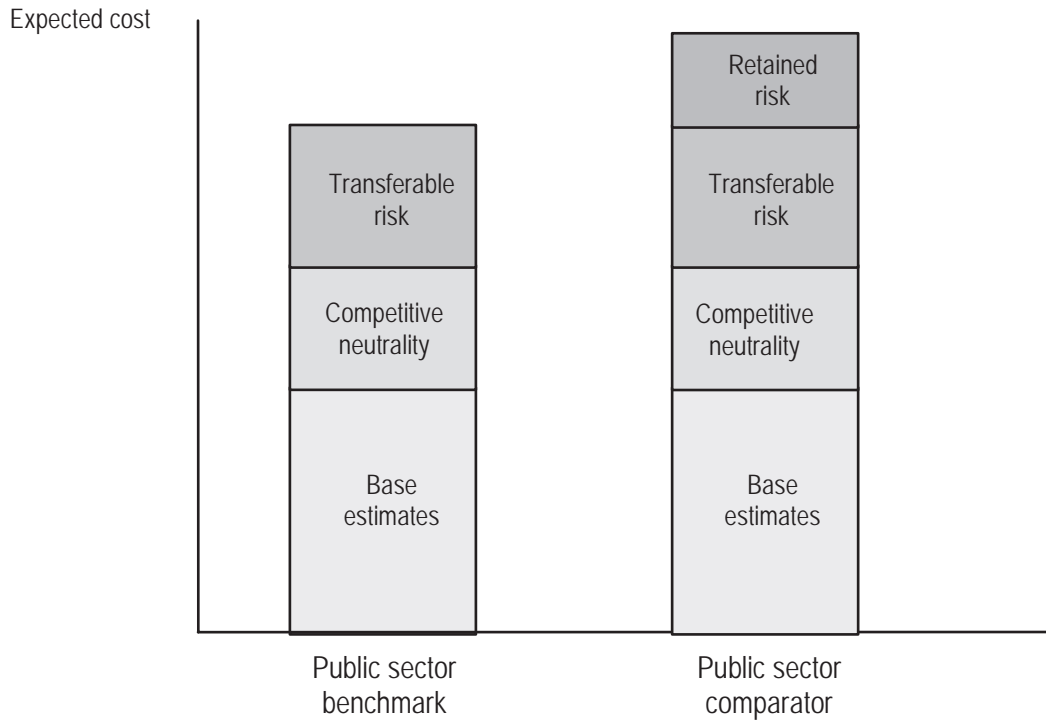 Expected cost
Retained
risk
Transferable
risk
Transferable
risk
Competitive
neutrality
Competitive
neutrality
Base
estimates
Base
estimates
Public sector
benchmark
Public sector
comparator